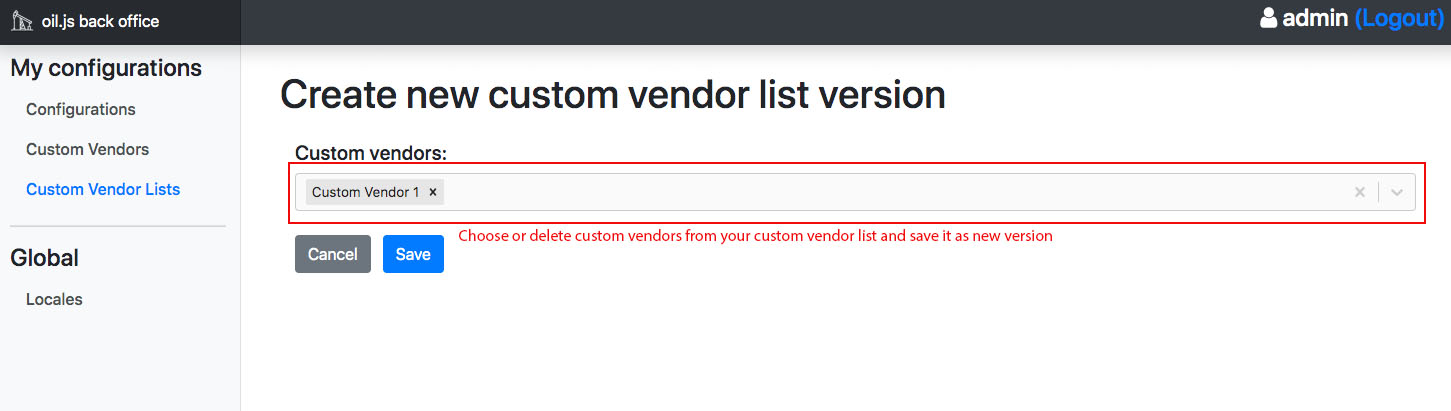 oil.js back office
admin (Logout)
My configurations
Configurations
Custom Vendors
Custom Vendor Lists
Global
Locales
Create new custom vendor list version
Custom vendors:
Custom Vendor 1 ×
Cancel
Save
Choose or delete custom vendors from your custom vendor list and save it as new version